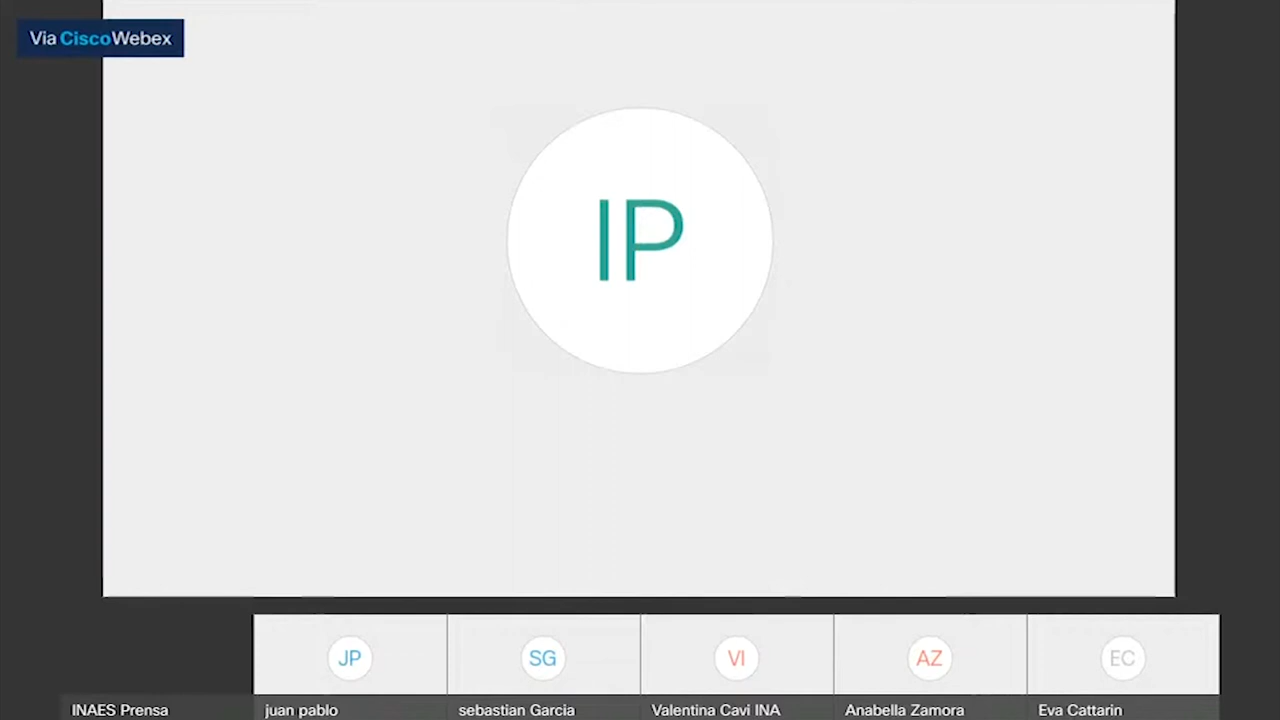 Via CiscoWebex
IP
JP
SG
VI
AZ
EC
INAES Prensa
juan pablo
sebastian Garcia
Valentina Cavi INA
Anabella Zamora
Eva Cattarin